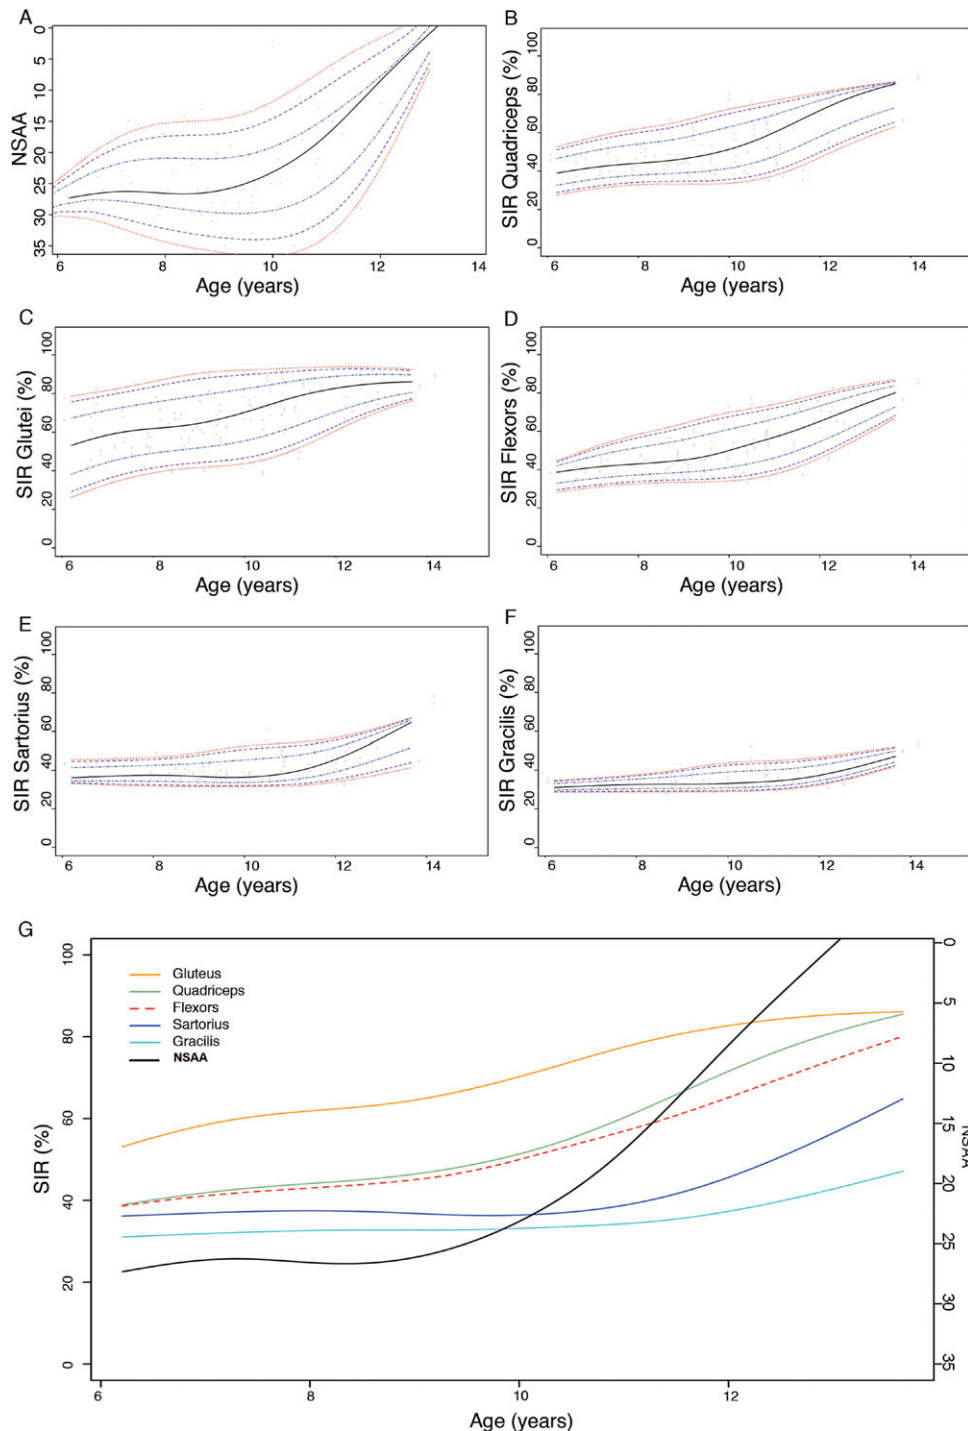 A
NSAA
0
5
10
15
20
25
30
35
6 8 10 12 14
Age (years)
B
SIR Quadriceps (%)
100
80
60
40
20
0
6 8 10 12 14
Age (years)
C
SIR Glutei (%)
100
80
60
40
20
0
6 8 10 12 14
Age (years)
D
SIR Flexors (%)
100
80
60
40
20
0
6 8 10 12 14
Age (years)
E
SIR Sartorius (%)
100
80
60
40
20
0
6 8 10 12 14
Age (years)
F
SIR Gracilis (%)
100
80
60
40
20
0
6 8 10 12 14
Age (years)
G
SIR (%)
100
80
60
40
20
0
Gluteus
Quadriceps
Flexors
Sartorius
Gracilis
NSAA
0
5
10
15
20
25
30
35
NSAA
6 8 10 12
Age (years)